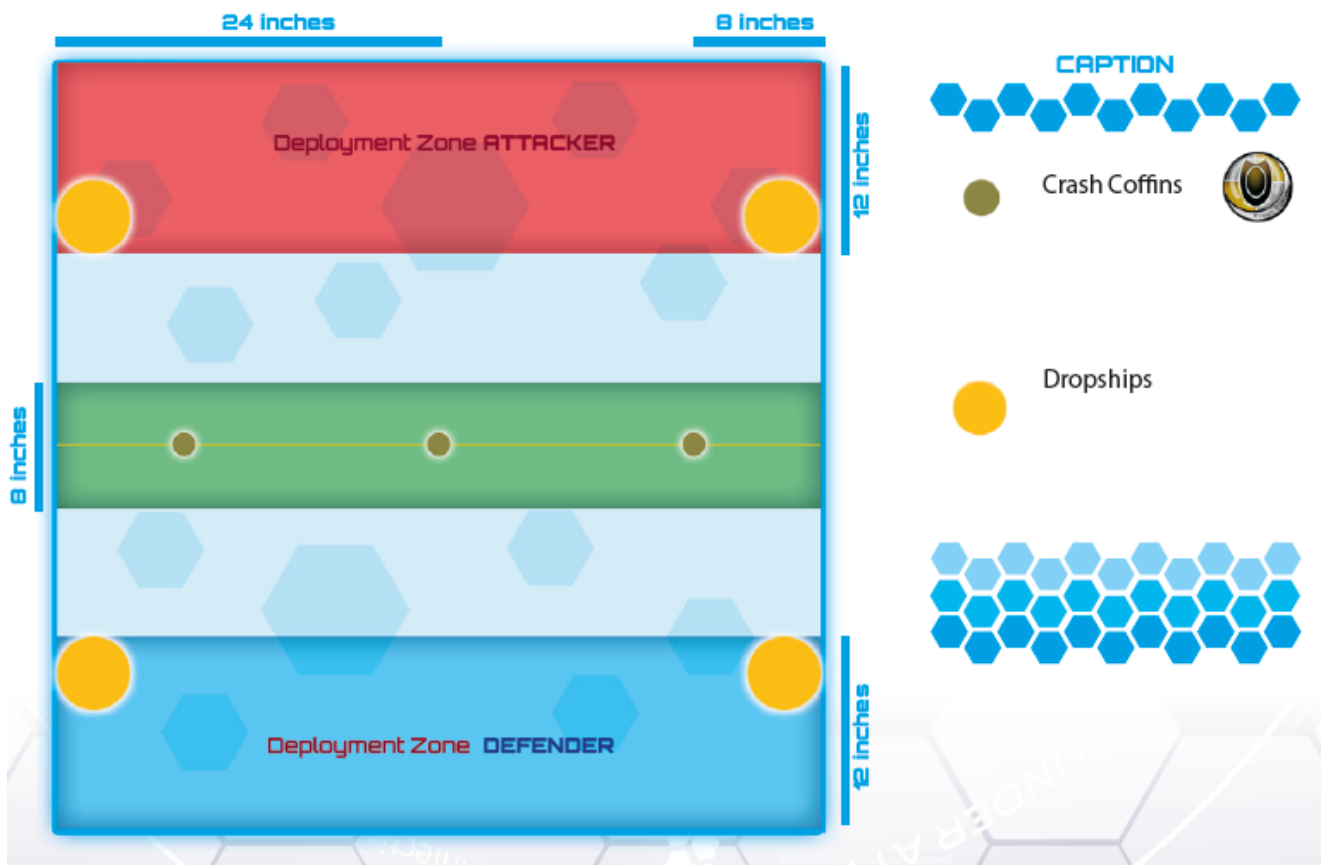 24 inches
8 inches
CAPTION
Deployment Zone ATTACKER
12 inches
Crash Coffins
Dropships
8 inches
Deployment Zone DEFENDER
12 inches
UNDER